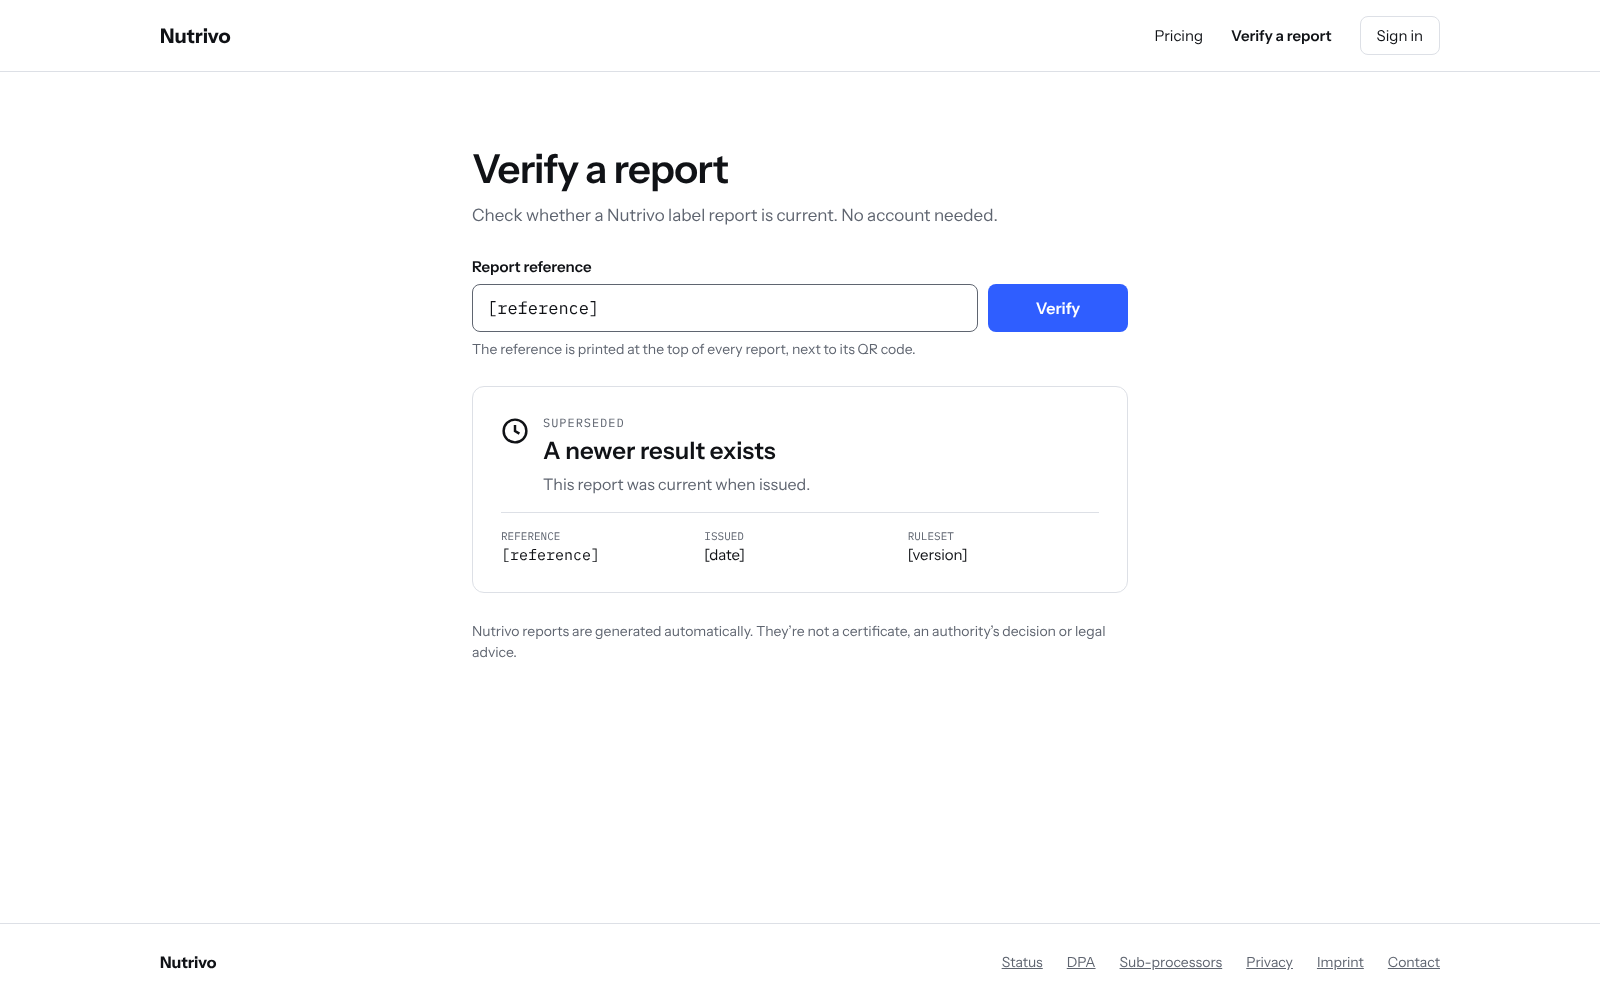 Nutrivo
Pricing
Verify a report
Sign in
Verify a report
Check whether a Nutrivo label report is current. No account needed.
Report reference
[reference]
Verify
The reference is printed at the top of every report, next to its QR code.
SUPERSEDED
A newer result exists
This report was current when issued.
REFERENCE
[reference]
ISSUED
[date]
RULESET
[version]
Nutrivo reports are generated automatically. They’re not a certificate, an authority’s decision or legal
advice.
Nutrivo
Status
DPA
Sub-processors
Privacy
Imprint
Contact